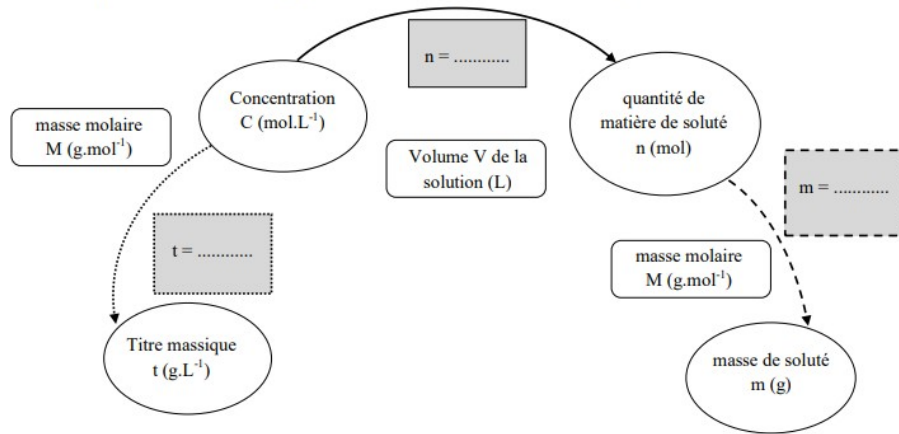 n = ............
Concentration
C (mol.L⁻¹)
quantité de
matière de soluté
n (mol)
masse molaire
M (g.mol⁻¹)
Volume V de la
solution (L)
m = ............
t = ............
masse molaire
M (g.mol⁻¹)
Titre massique
t (g.L⁻¹)
masse de soluté
m (g)